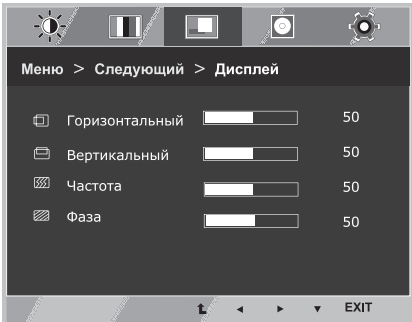 Меню > Следующий > Дисплей
Горизонтальный 50
Вертикальный 50
Частота 50
Фаза 50
EXIT